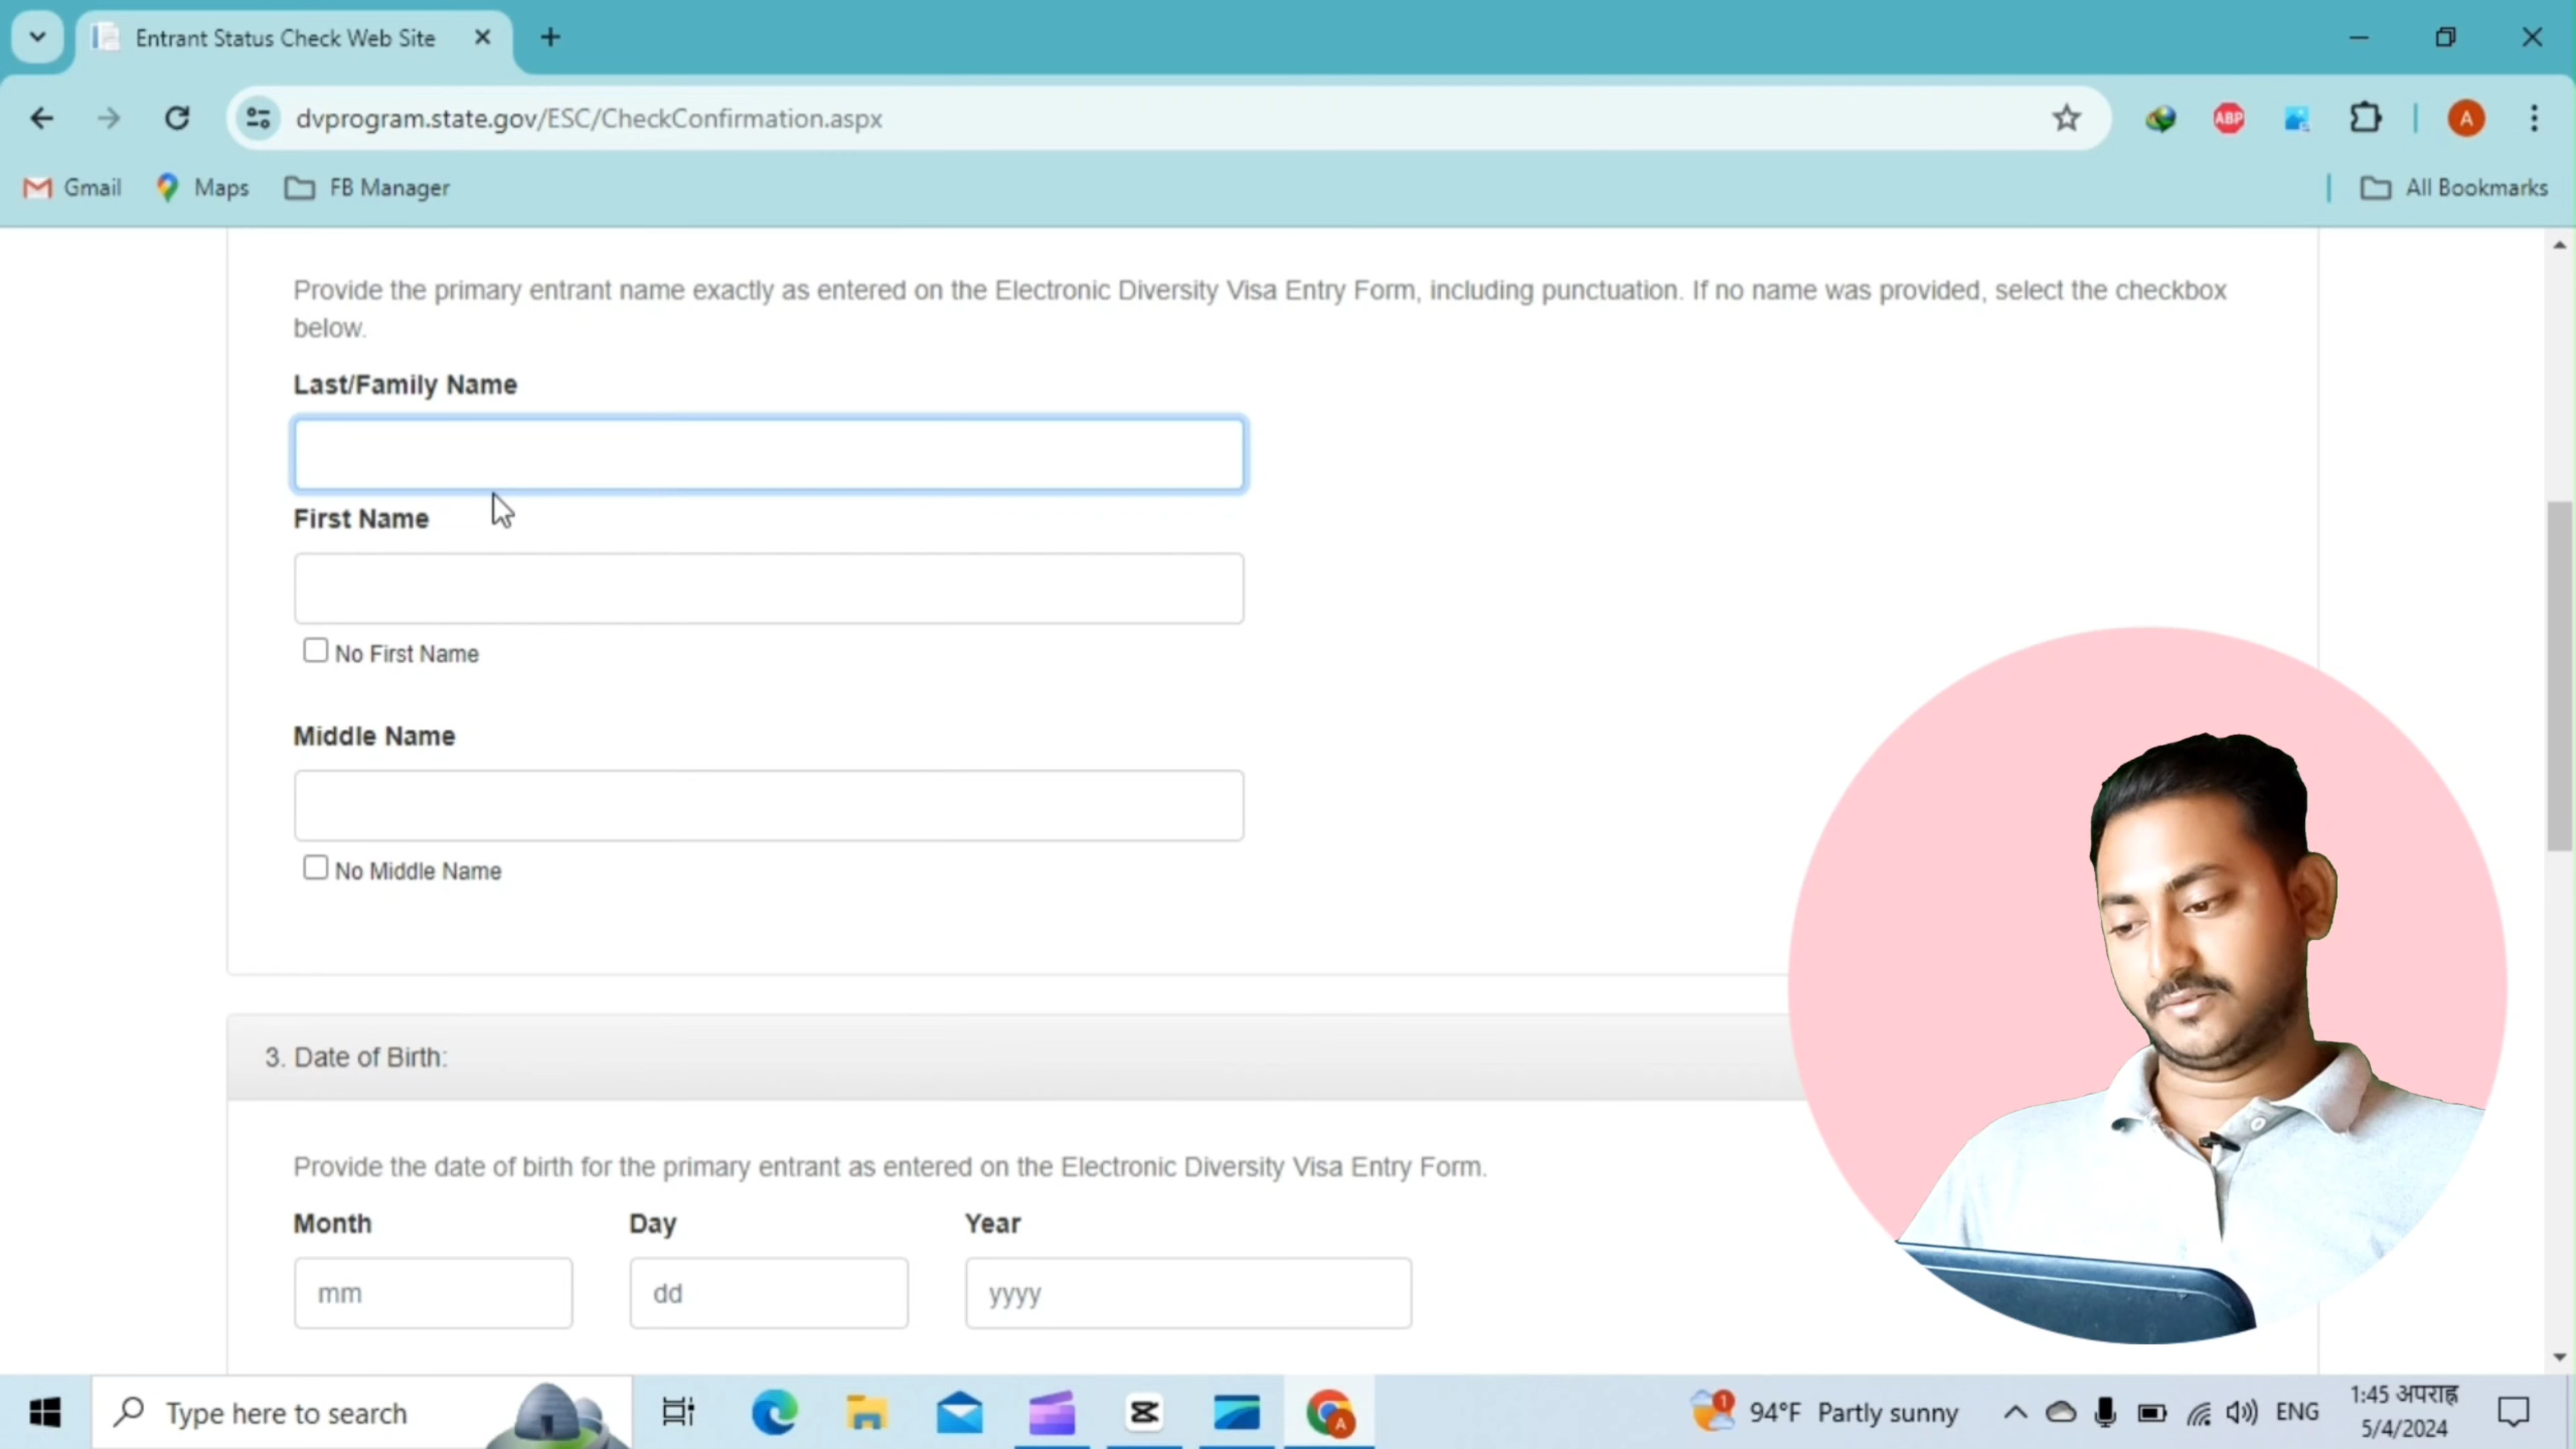 Entrant Status Check Web Site
dvprogram.state.gov/ESC/CheckConfirmation.aspx
ABP
A
Gmail
Maps
FB Manager
All Bookmarks
Provide the primary entrant name exactly as entered on the Electronic Diversity Visa Entry Form, including punctuation. If no name was provided, select the checkbox
below.
Last/Family Name
First Name
No First Name
Middle Name
No Middle Name
3. Date of Birth:
Provide the date of birth for the primary entrant as entered on the Electronic Diversity Visa Entry Form.
Month Day Year
mm dd yyyy
Type here to search
A
1
94°F Partly sunny
ENG
1:45 अपराह्न
5/4/2024